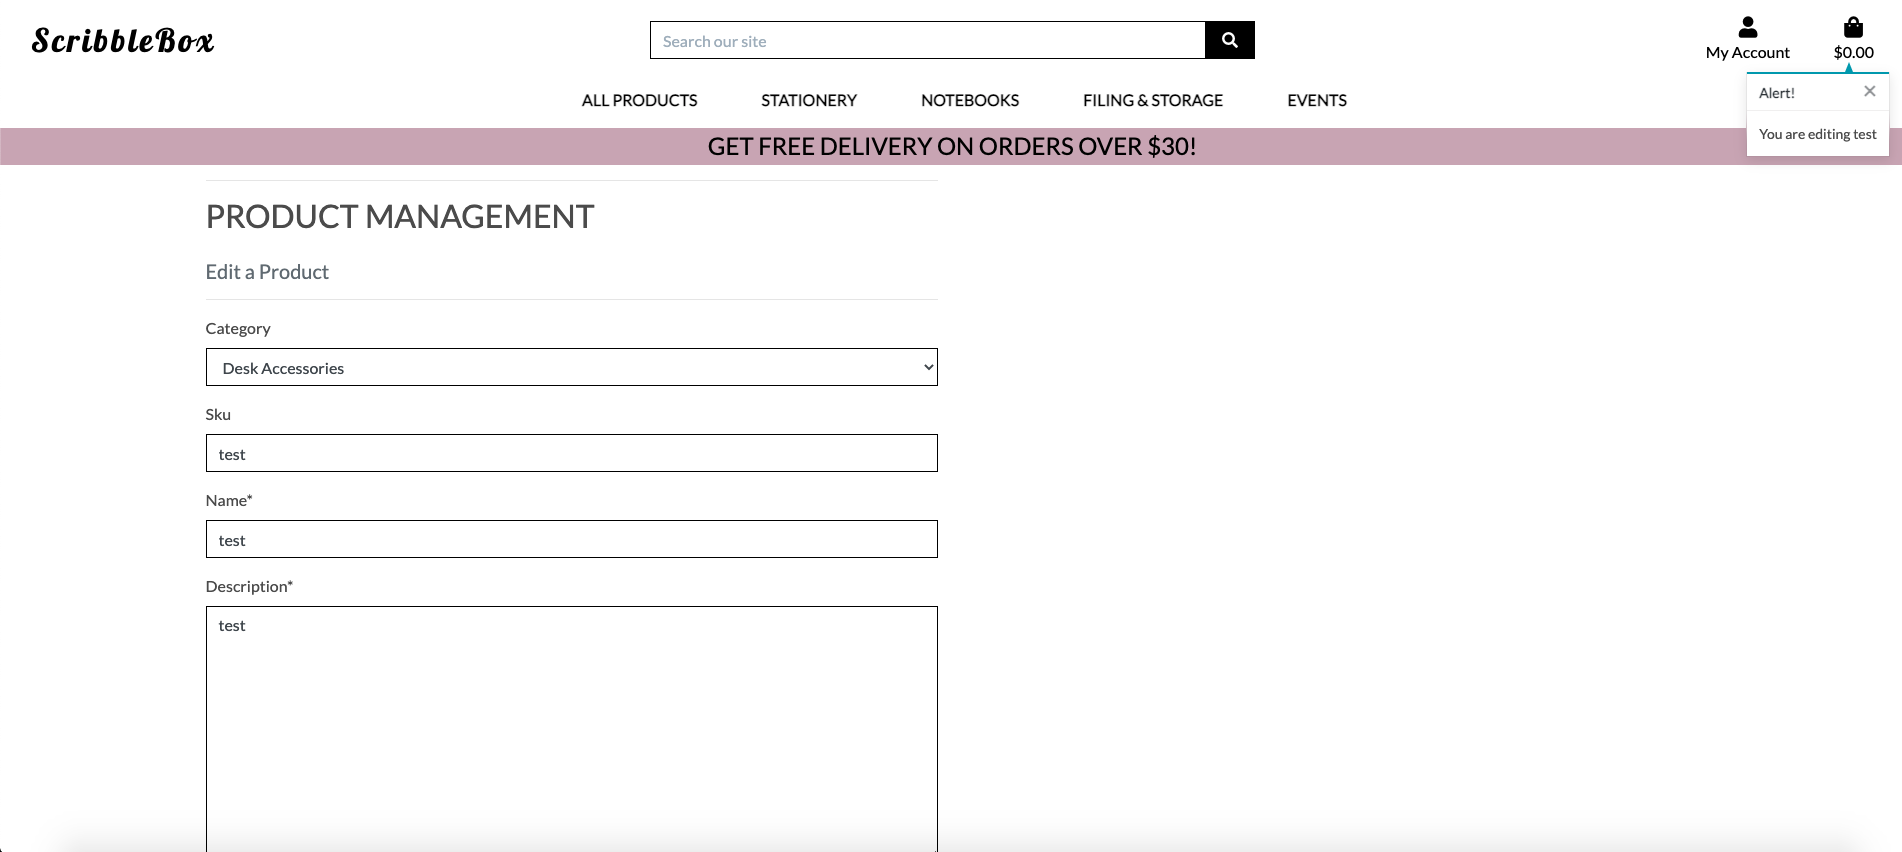 ScribbleBox
Search our site
My Account
$0.00
ALL PRODUCTS
STATIONERY
NOTEBOOKS
FILING & STORAGE
EVENTS
Alert!
You are editing test
GET FREE DELIVERY ON ORDERS OVER $30!
PRODUCT MANAGEMENT
Edit a Product
Category
Desk Accessories
Sku
test
Name*
test
Description*
test